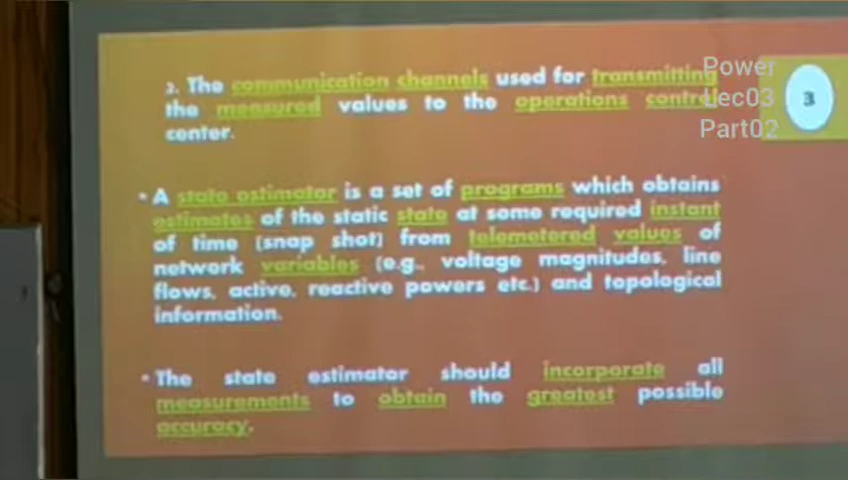 2. The communication channels used for transmitting
the measured values to the operations control
center.
Power
Lec03
Part02
3
• A state estimator is a set of programs which obtains
estimates of the static state at some required instant
of time (snap shot) from telemetered values of
network variables (e.g., voltage magnitudes, line
flows, active, reactive powers etc.) and topological
information.
• The state estimator should incorporate all
measurements to obtain the greatest possible
accuracy.